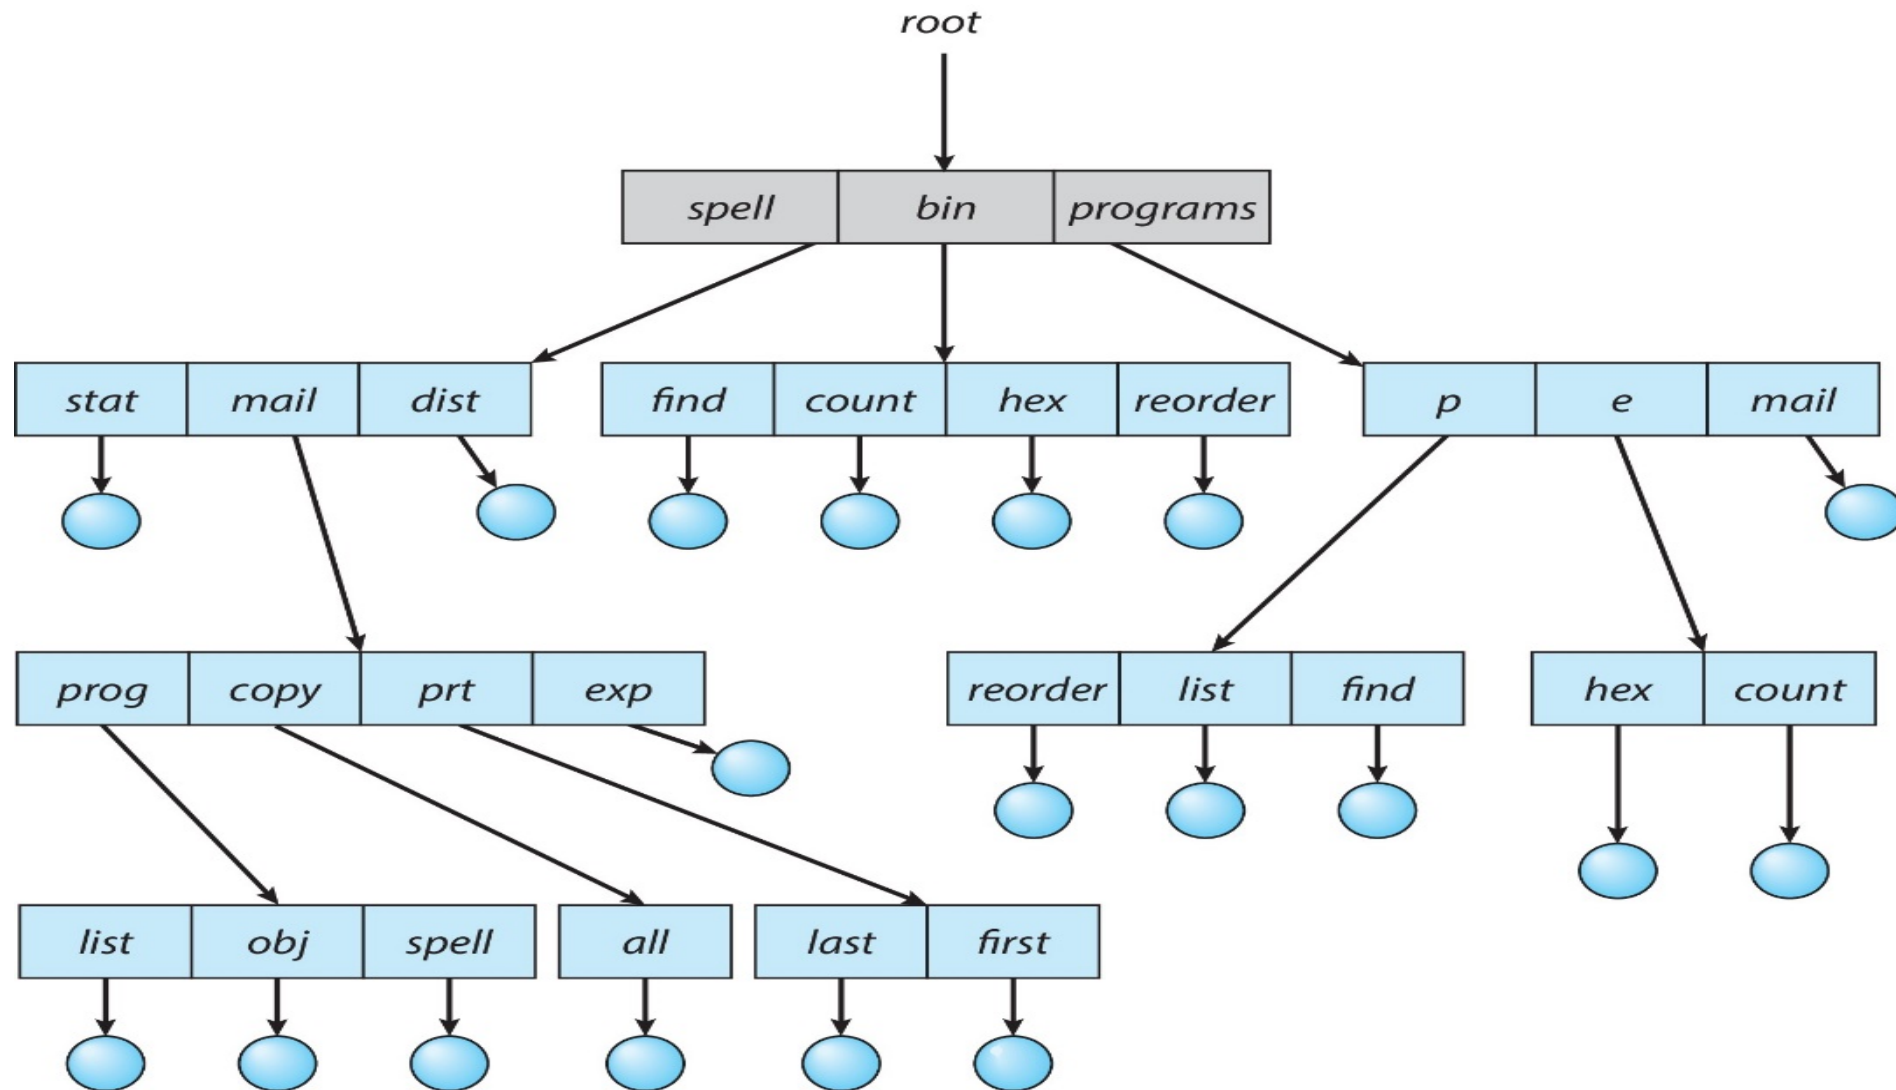 root
spell bin programs
stat mail dist find count hex reorder p e mail
prog copy prt exp reorder list find hex count
list obj spell all last first